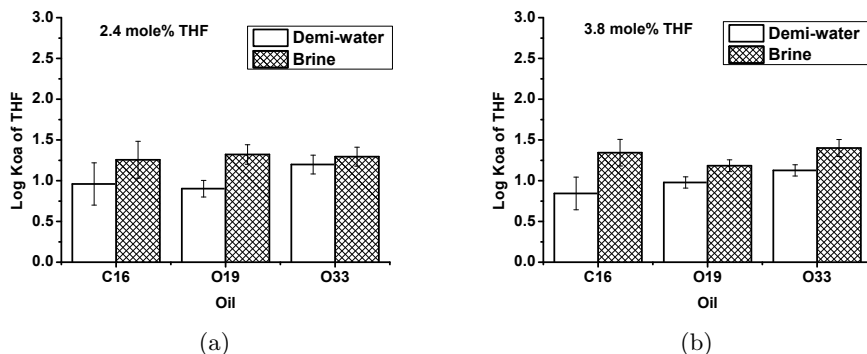 2.4 mole% THF
Demi-water
Brine
Log Koa of THF
3.0
2.5
2.0
1.5
1.0
0.5
0.0
C16 O19 O33
Oil
(a)
3.8 mole% THF
Demi-water
Brine
Log Koa of THF
3.0
2.5
2.0
1.5
1.0
0.5
0.0
C16 O19 O33
Oil
(b)